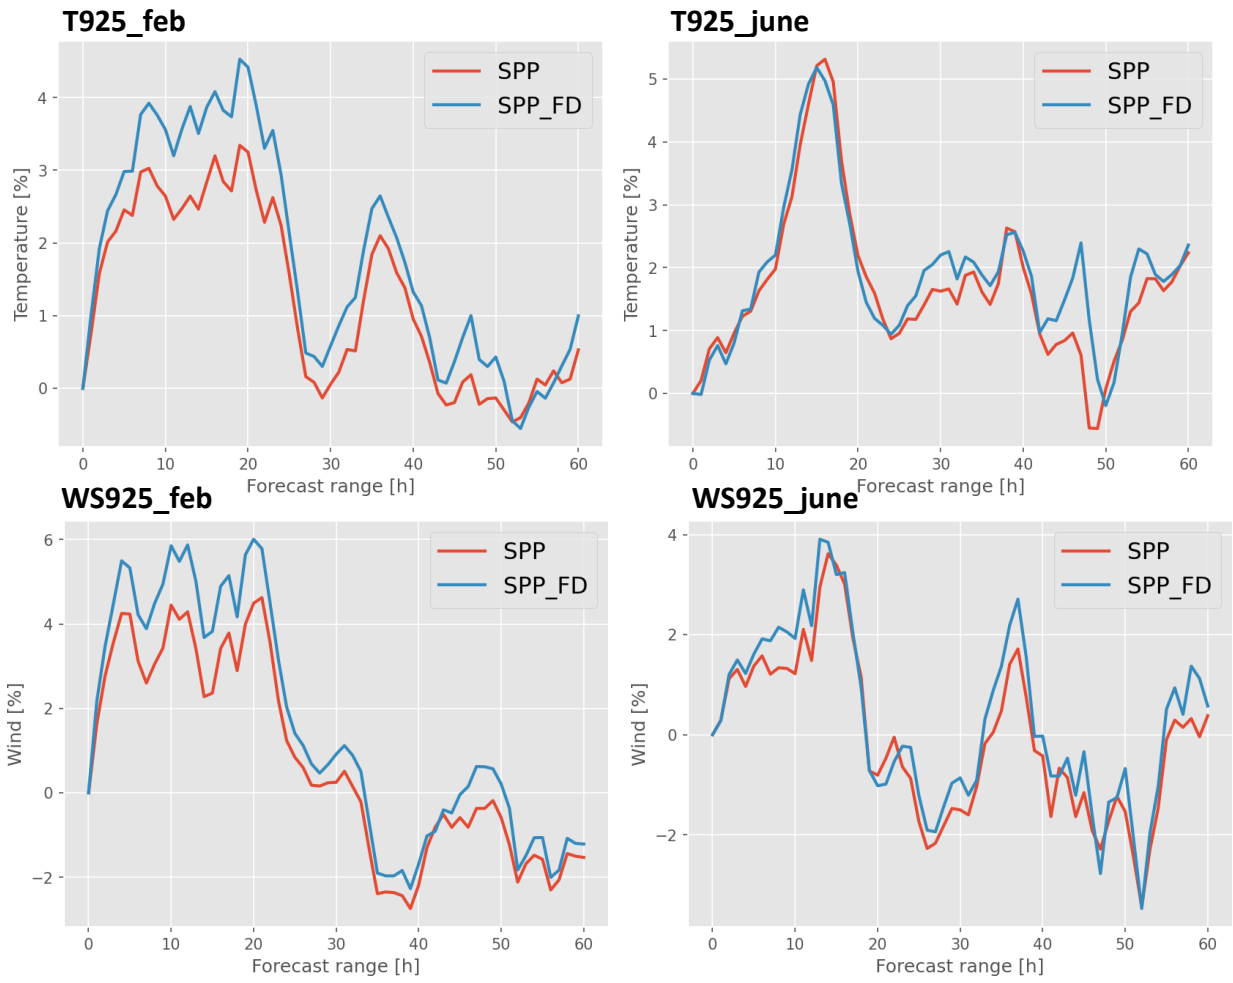 T925_feb
SPP
SPP_FD
4
3
2
1
0
Temperature [%]
0 10 20 30 40 50 60
Forecast range [h]
T925_june
SPP
SPP_FD
5
4
3
2
1
0
Temperature [%]
0 10 20 30 40 50 60
Forecast range [h]
WS925_feb
SPP
SPP_FD
6
4
2
0
−2
Wind [%]
0 10 20 30 40 50 60
Forecast range [h]
WS925_june
SPP
SPP_FD
4
2
0
−2
Wind [%]
0 10 20 30 40 50 60
Forecast range [h]